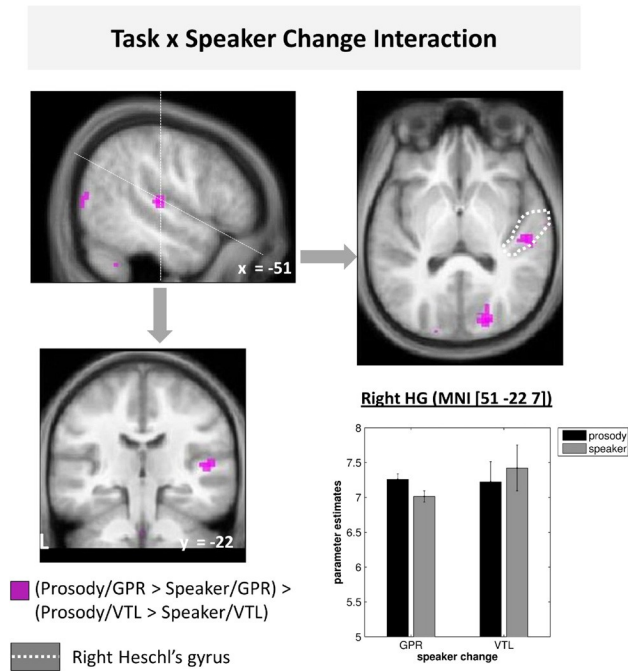 Task x Speaker Change Interaction
x = -51
L
y = -22
Right HG (MNI [51 -22 7])
prosody
speaker
8
7.5
7
6.5
6
5.5
5
parameter estimates
GPR
VTL
speaker change
(Prosody/GPR > Speaker/GPR) >
(Prosody/VTL > Speaker/VTL)
Right Heschl's gyrus